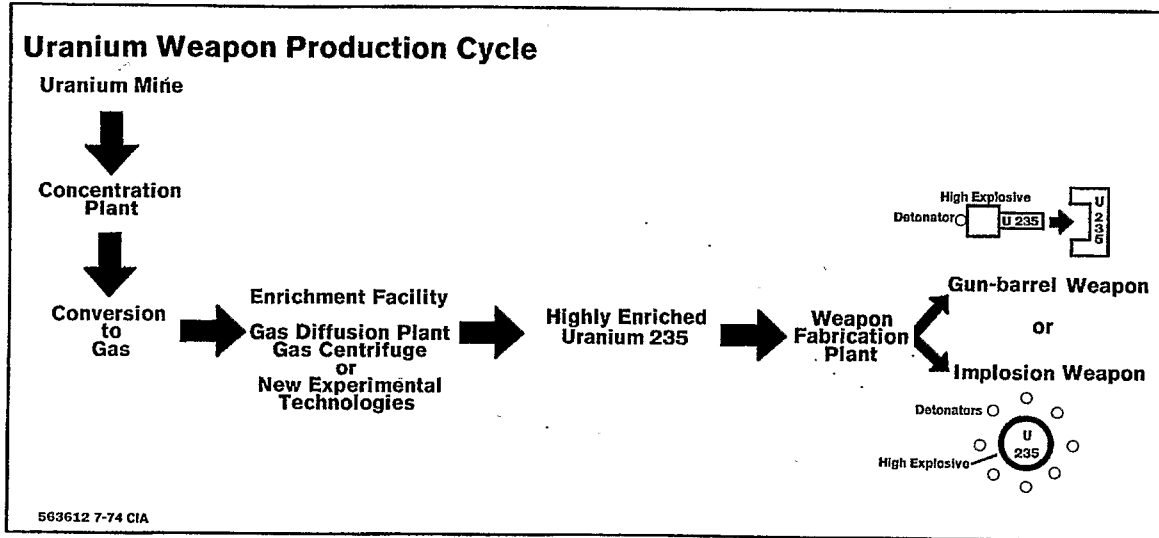 Uranium Weapon Production Cycle
Uranium Mine
Concentration
Plant
Conversion
to
Gas
Enrichment Facility
Gas Diffusion Plant
Gas Centrifuge
or
New Experimental
Technologies
Highly Enriched
Uranium 235
Weapon
Fabrication
Plant
High Explosive
Detonator
U 235
U
2
3
5
Gun-barrel Weapon
or
Implosion Weapon
Detonators
U
235
High Explosive
563612 7-74 CIA